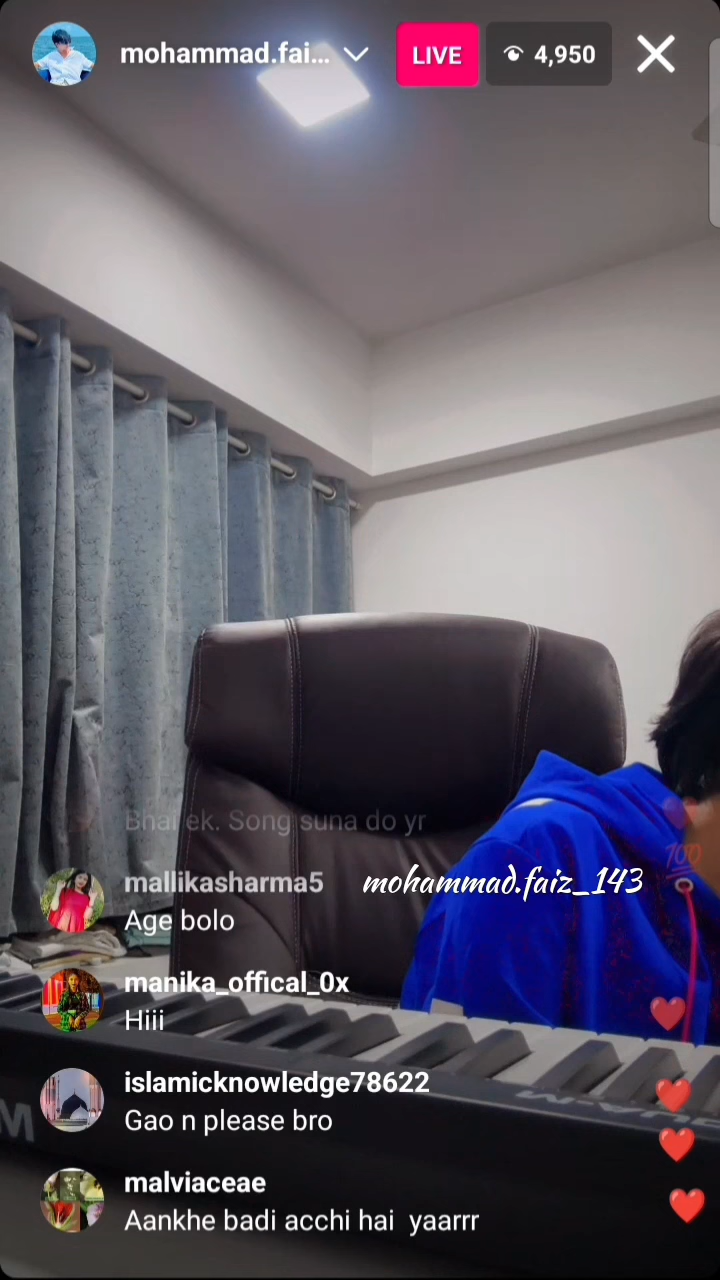 mohammad.fai...
LIVE
4,950
Bhai ek. Song suna do yr
mallikasharma5
mohammad.faiz_143
100
Age bolo
manika_offical_0x
Hiii
islamicknowledge78622
Gao n please bro
malviaceae
Aankhe badi acchi hai yaarrr